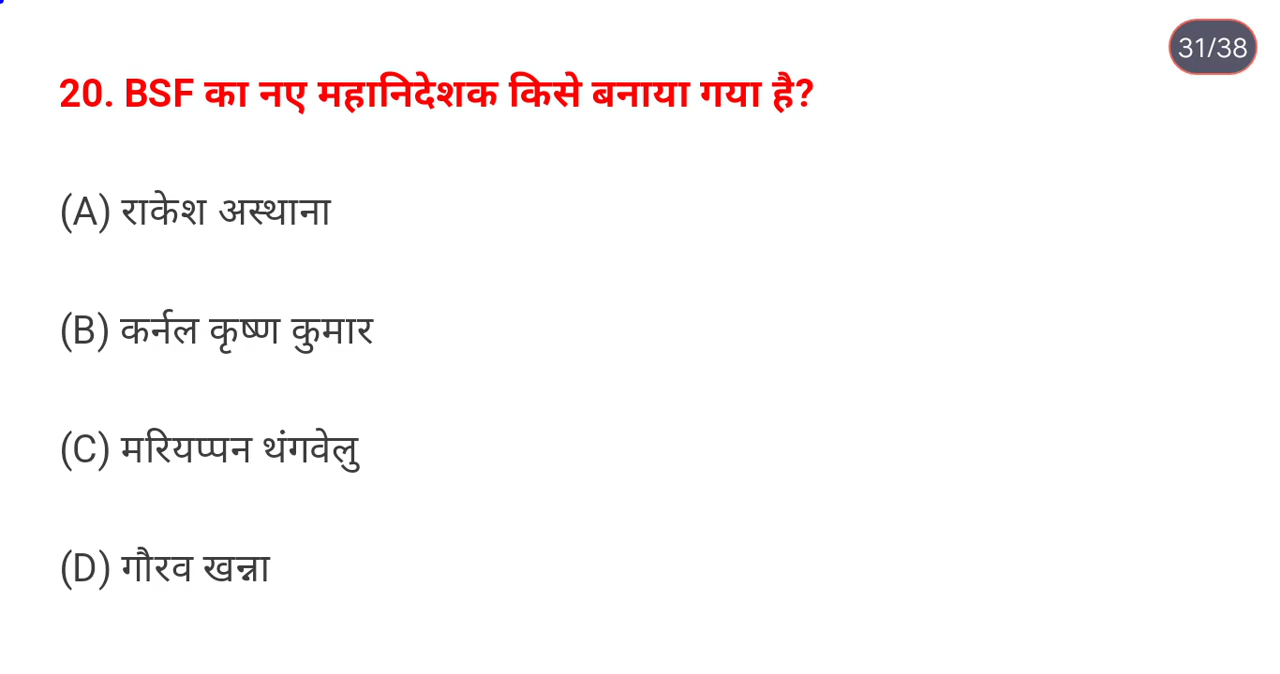 31/38
20. BSF का नए महानिदेशक किसे बनाया गया है?
(A) राकेश अस्थाना
(B) कर्नल कृष्ण कुमार
(C) मरियप्पन थंगवेलु
(D) गौरव खन्ना